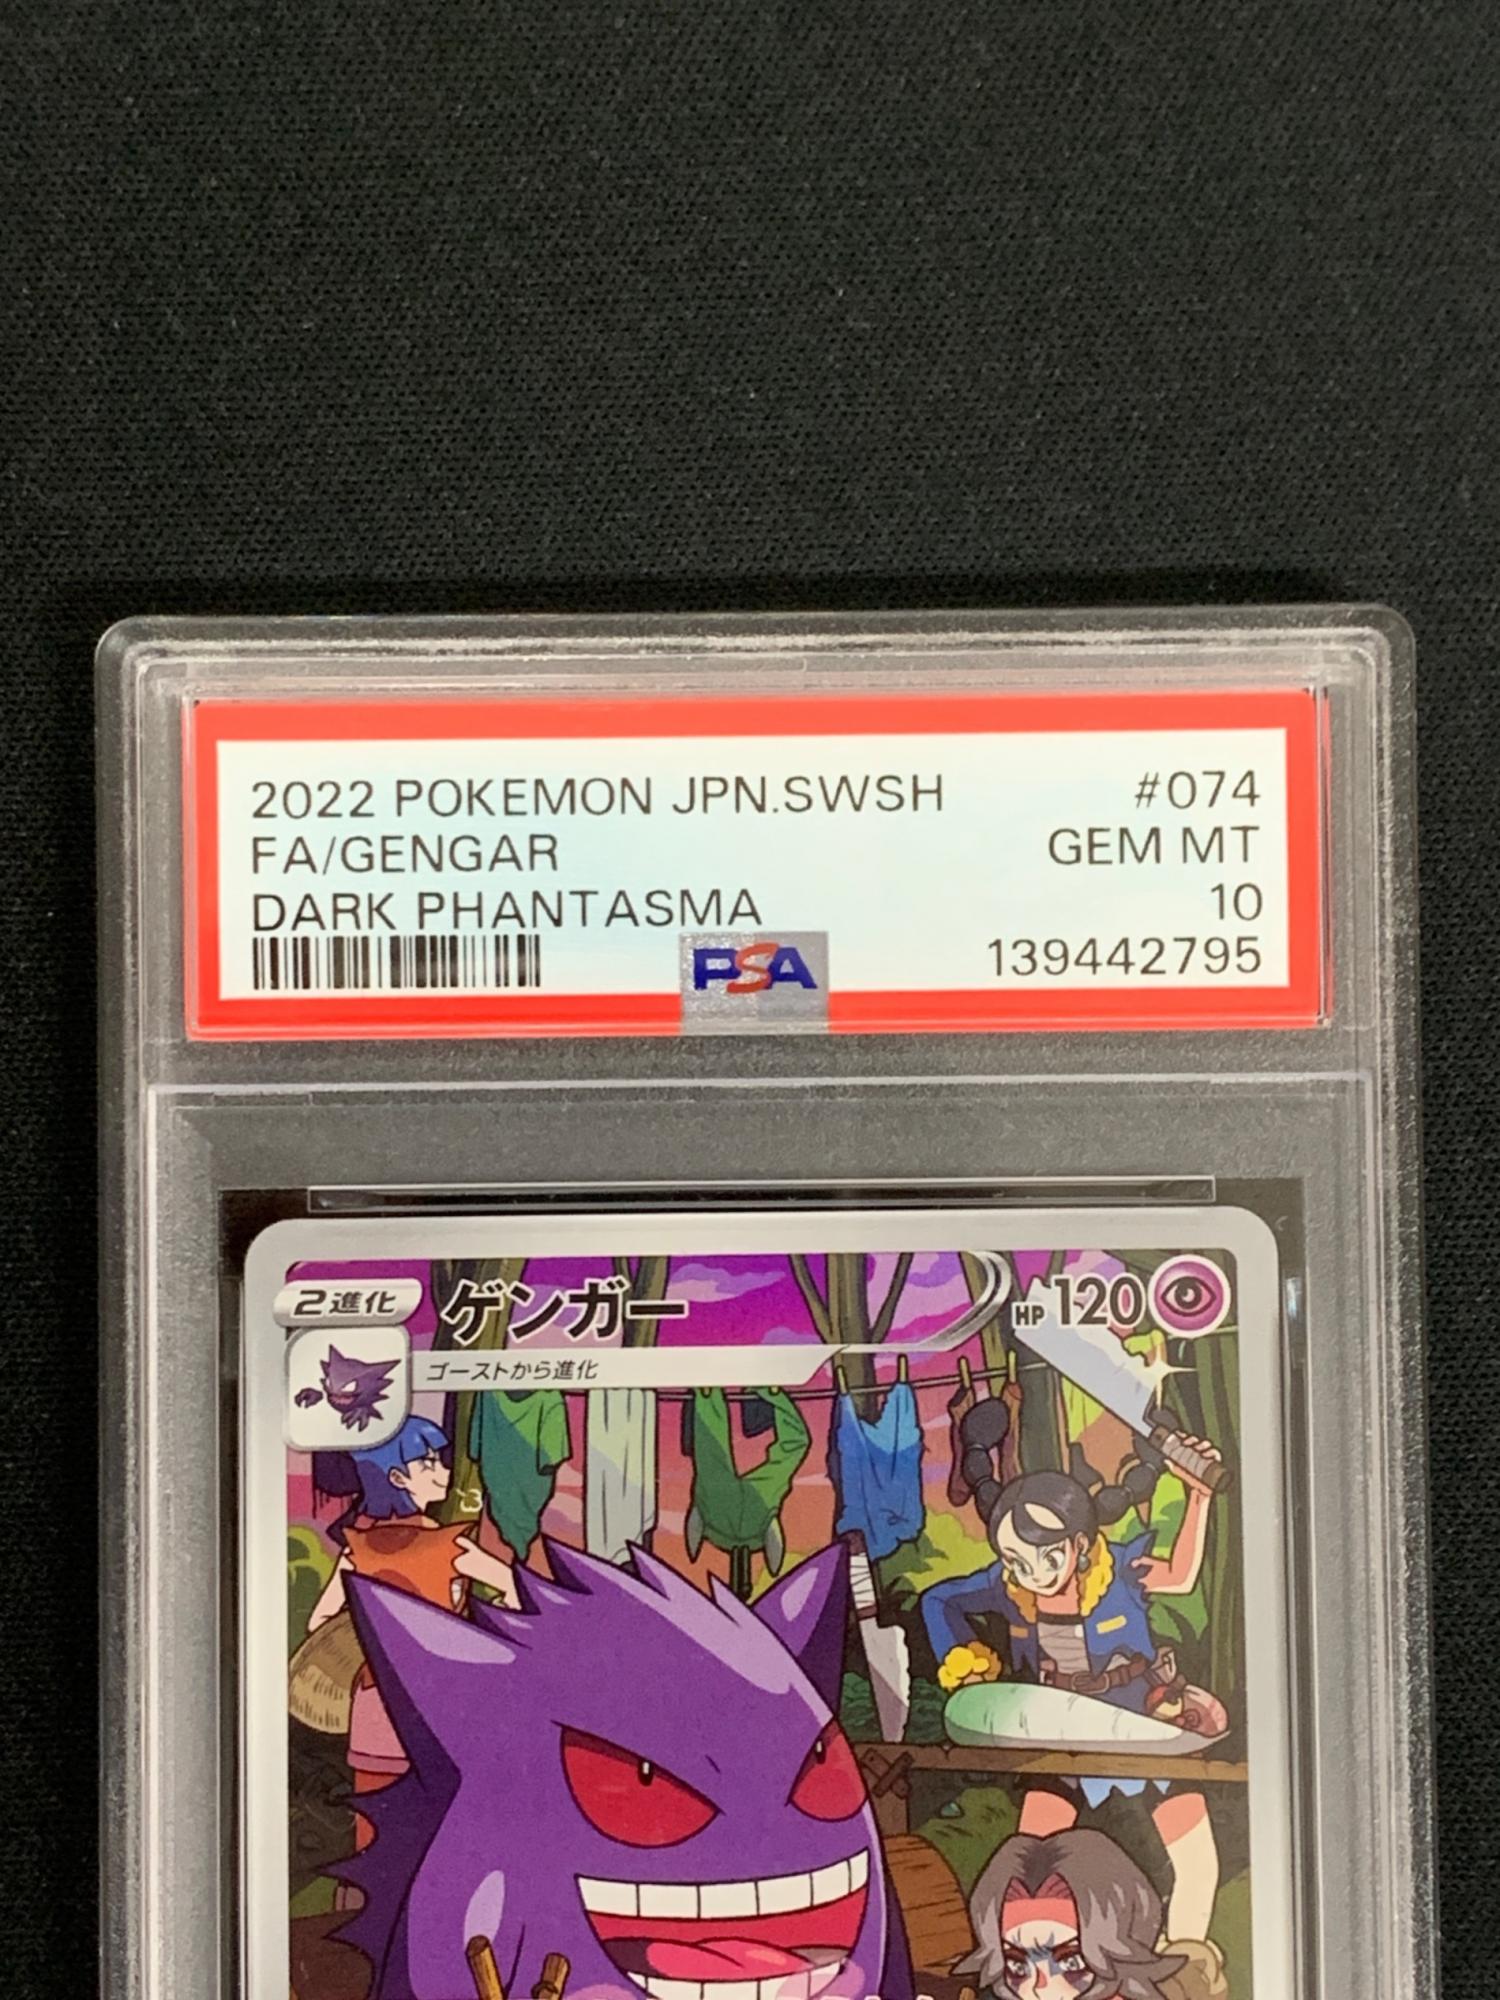 2022 POKEMON JPN.SWSH #074
FA/GENGAR GEM MT
DARK PHANTASMA 10
PSA 139442795
2進化 ゲンガー HP 120
ゴーストから進化